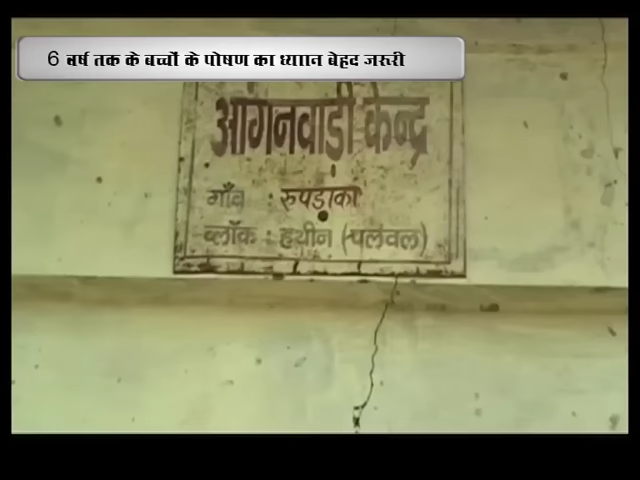 6 वर्ष तक के बच्चों के पोषण का ध्याान बेहद जरूरी
आंगनवाड़ी केन्द्र
गाँव : रुपड़ाका
ब्लॉक : हथीन (पलवल)